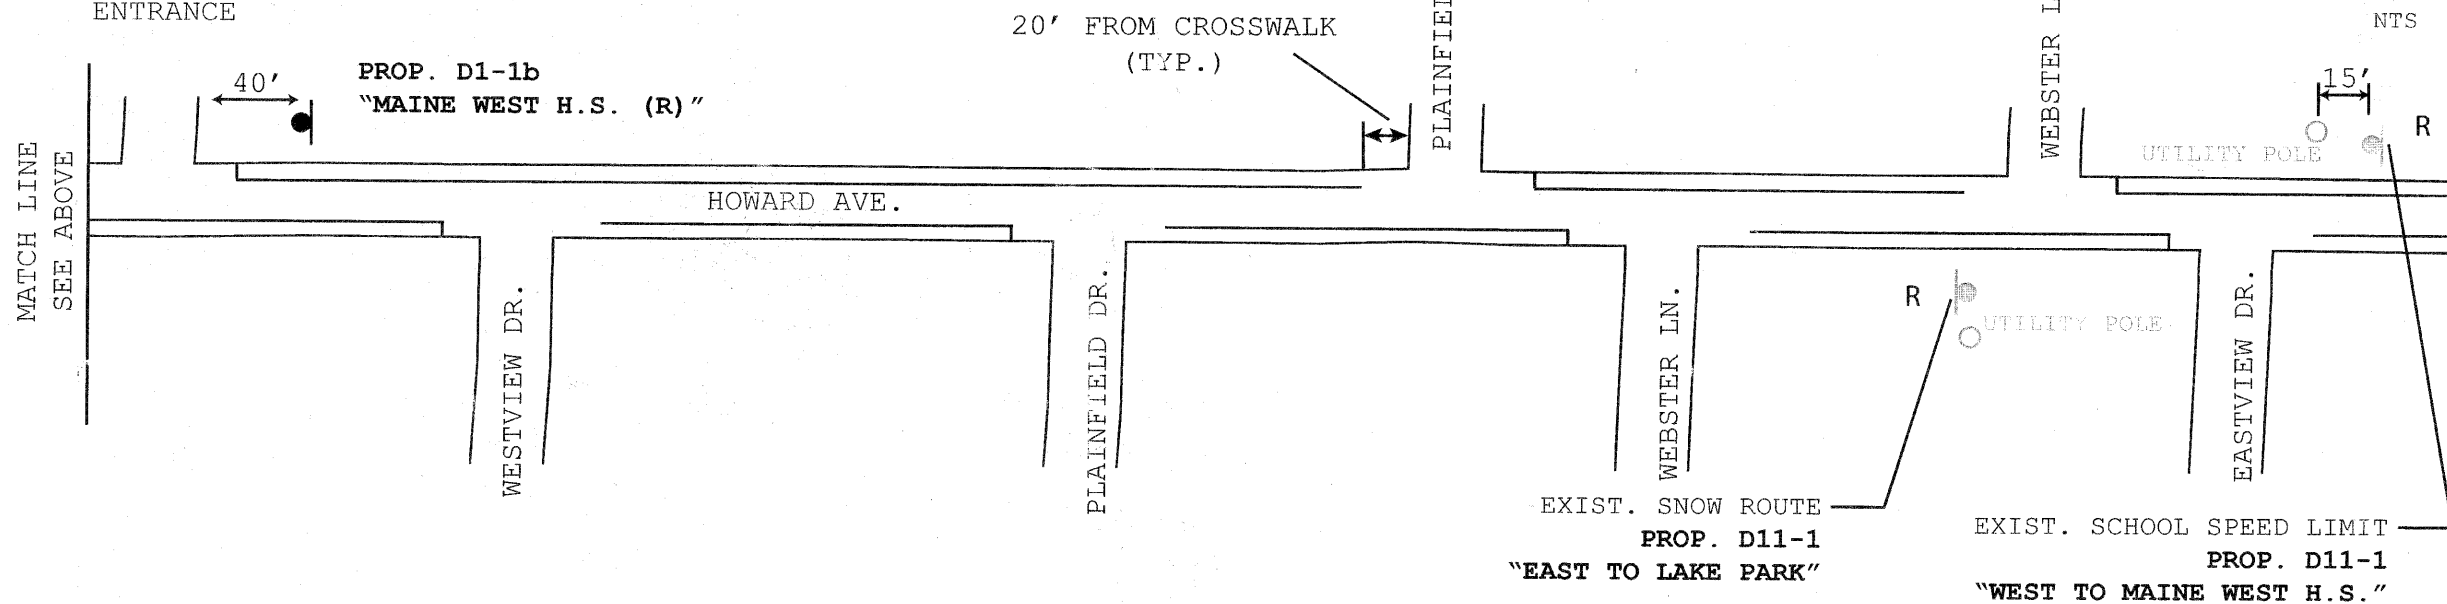 ENTRANCE
20' FROM CROSSWALK
(TYP.)
NTS
40'
PROP. D1-1b
"MAINE WEST H.S. (R)"
15'
R
UTILITY POLE
MATCH LINE
SEE ABOVE
HOWARD AVE.
WESTVIEW DR.
PLAINFIELD DR.
WEBSTER LN.
EASTVIEW DR.
R
UTILITY POLE
EXIST. SNOW ROUTE
PROP. D11-1
"EAST TO LAKE PARK"
EXIST. SCHOOL SPEED LIMIT
PROP. D11-1
"WEST TO MAINE WEST H.S."
PLAINFIE
WEBSTER L